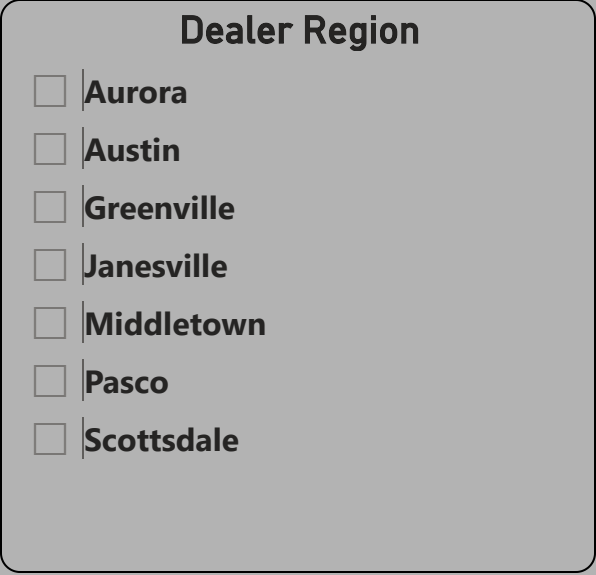 Dealer Region
Aurora
Austin
Greenville
Janesville
Middletown
Pasco
Scottsdale